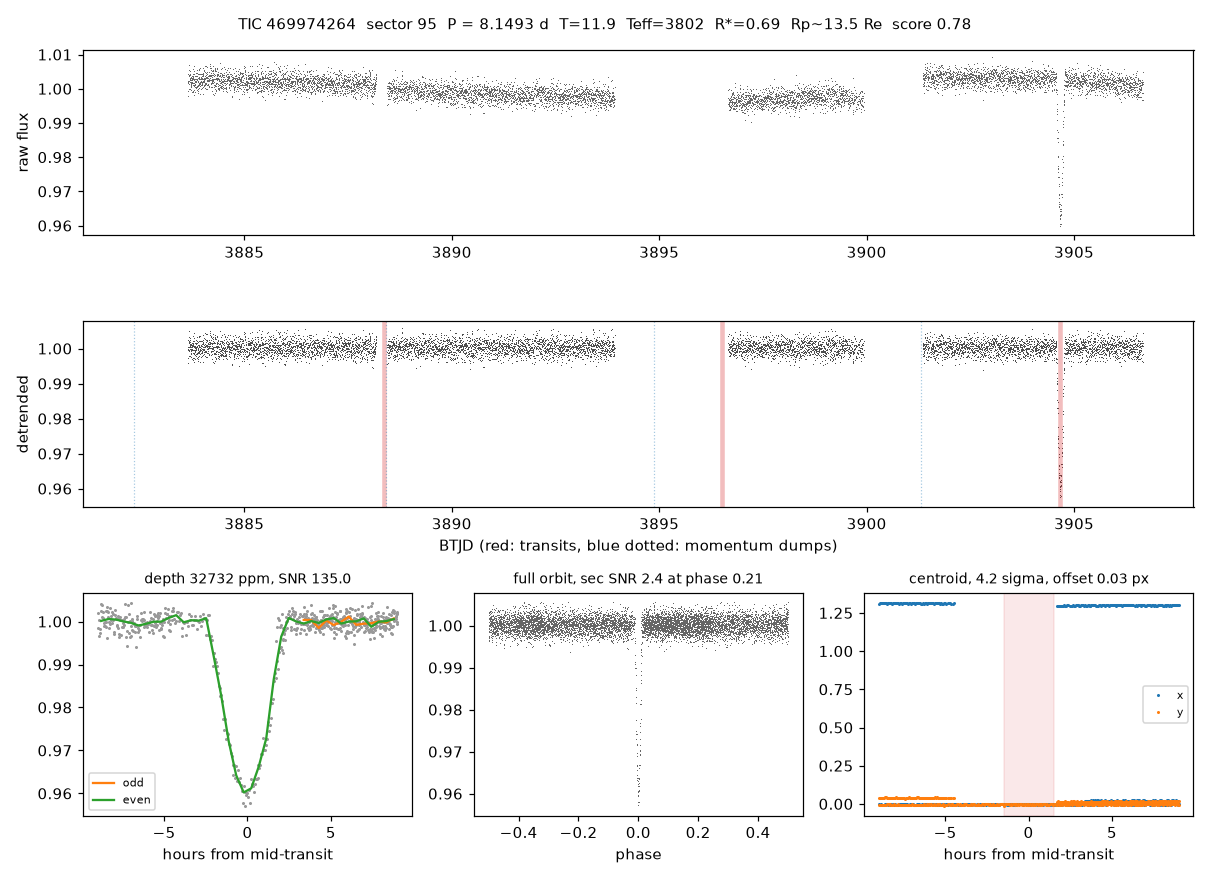 TIC 469974264  sector 95  P = 8.1493 d  T=11.9  Teff=3802  R*=0.69  Rp~13.5 Re  score 0.78
1.01
1.00
0.99
0.98
0.97
0.96
raw flux
3885 3890 3895 3900 3905
1.00
0.99
0.98
0.97
0.96
detrended
3885 3890 3895 3900 3905
BTJD (red: transits, blue dotted: momentum dumps)
depth 32732 ppm, SNR 135.0
1.00
0.99
0.98
0.97
0.96
odd
even
−5 0 5
hours from mid-transit
full orbit, sec SNR 2.4 at phase 0.21
1.00
0.99
0.98
0.97
0.96
−0.4 −0.2 0.0 0.2 0.4
phase
centroid, 4.2 sigma, offset 0.03 px
1.25
1.00
0.75
0.50
0.25
0.00
x
y
−5 0 5
hours from mid-transit